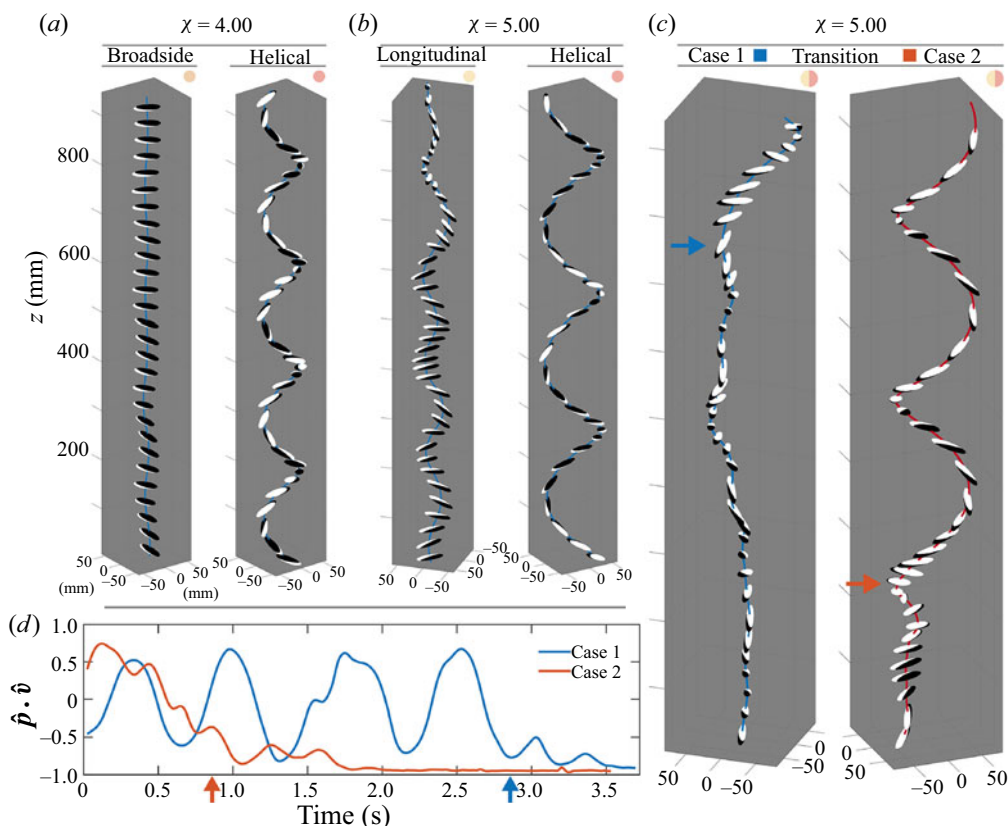 (a) χ = 4.00
Broadside Helical
(b) χ = 5.00
Longitudinal Helical
(c) χ = 5.00
Case 1 Transition Case 2
z (mm)
800
600
400
200
50 0 –50
(mm)
50 0 –50
(mm)
50 0 –50
50 0 –50
–50 0 50
50 0 –50
0 –50
50 0 –50
0 50
(d)
p̂ · v̂
1.0
0.5
0
–0.5
–1.0
Case 1
Case 2
0 0.5 1.0 1.5 2.0 2.5 3.0 3.5
Time (s)